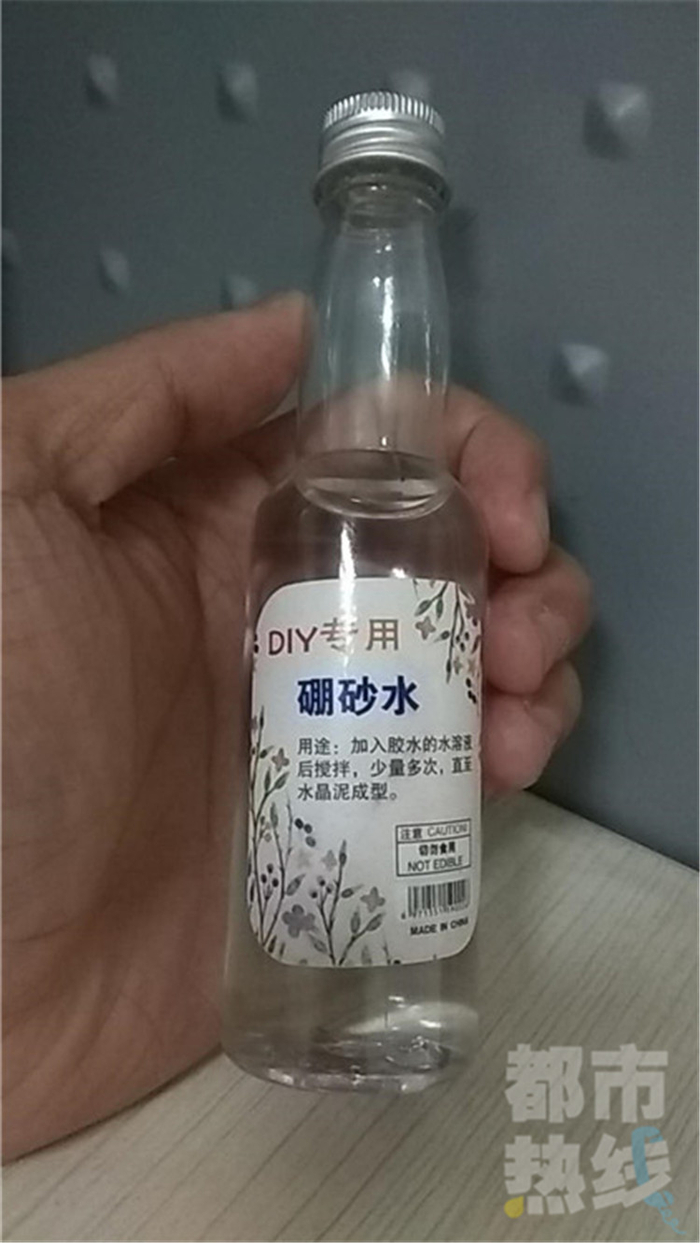 DIY专用
硼砂水
用途：加入胶水的水溶液
后搅拌，少量多次，直至
水晶泥成型。
注意 CAUTION!
切勿食用
NOT EDIBLE
MADE IN CHINA
都市
热线